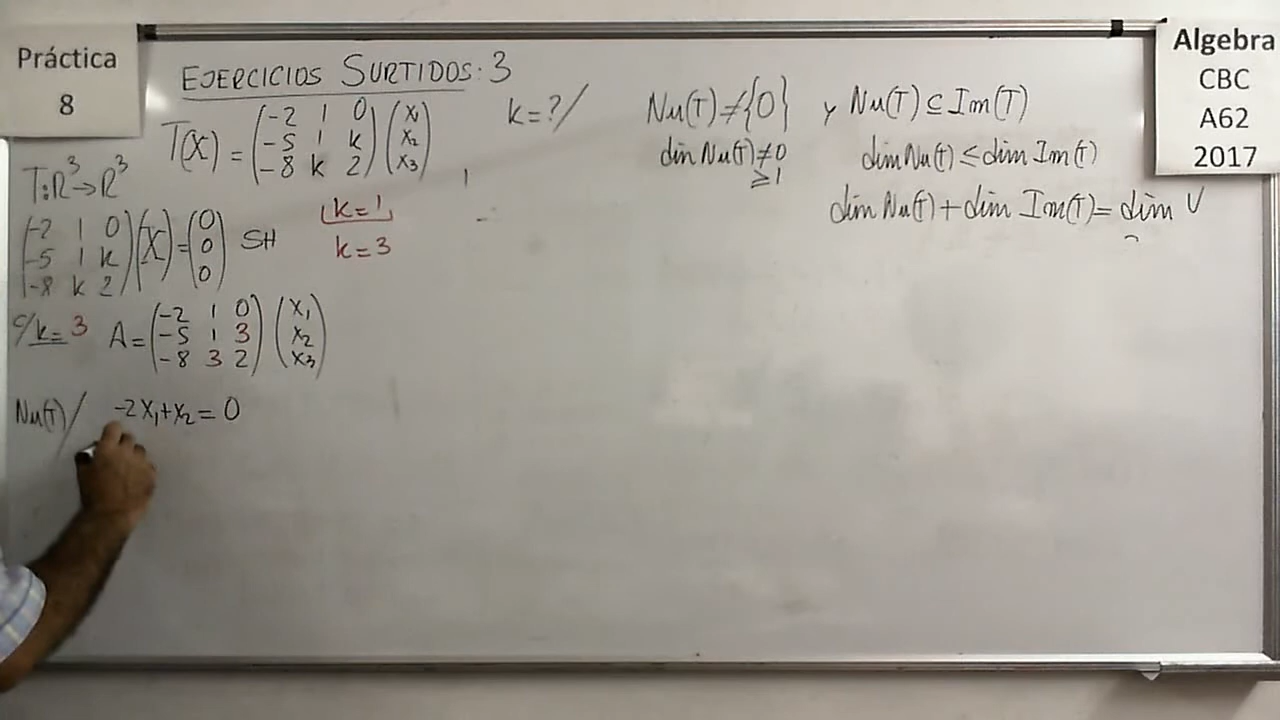 Práctica
8
Algebra
CBC
A62
2017
EJERCICIOS SURTIDOS: 3
T(X) = (-2 1 0) (x₁)
(-5 1 k) (x₂)
(-8 k 2) (x₃)
k=?/ Nu(T)≠{0} y Nu(T)⊆Im(T)
dim Nu(T)≠0 dim Nu(T)≤dim Im(T)
≥1
dim Nu(T)+dim Im(T)= dim V
T:R³→R³
(-2 1 0) (X) = (0) SH
(-5 1 k) (0)
(-8 k 2) (0)
k=1
k=3
c/k=3 A= (-2 1 0) (x₁)
(-5 1 3) (x₂)
(-8 3 2) (x₃)
Nu(T)/ -2x₁+x₂=0